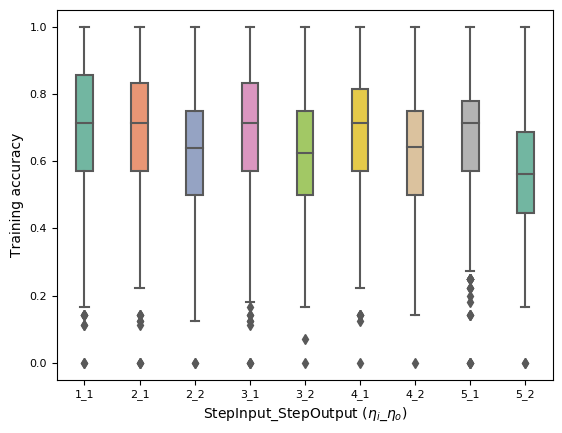 1.0
0.8
0.6
0.4
0.2
0.0
Training accuracy
1_1 2_1 2_2 3_1 3_2 4_1 4_2 5_1 5_2
StepInput_StepOutput (ηi_ηo)